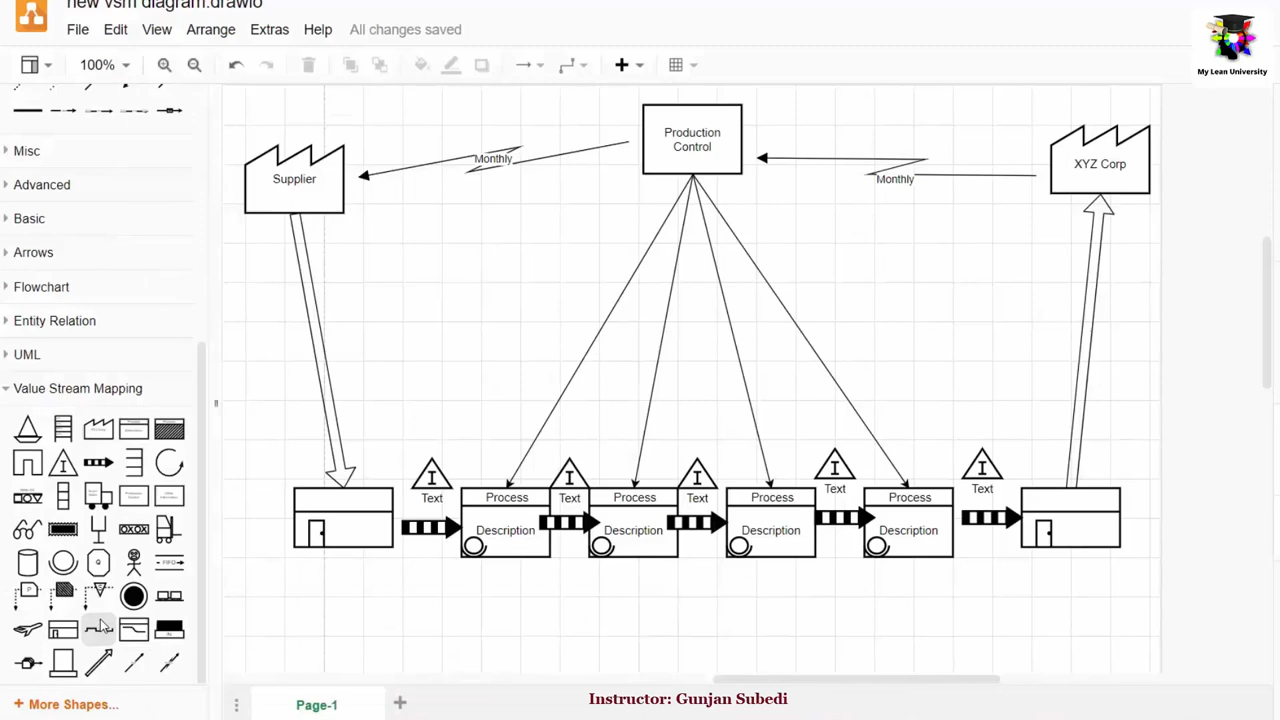 new vsm diagram.drawio
File Edit View Arrange Extras Help All changes saved
100%
My Lean University
Misc
Advanced
Basic
Arrows
Flowchart
Entity Relation
UML
Value Stream Mapping
+ More Shapes...
Production
Control
Supplier
Monthly
Monthly
XYZ Corp
I
I
I
I
I
Text
Text
Text
Text
Text
Process
Process
Process
Process
Description
Description
Description
Description
FIFO
Page-1
Instructor: Gunjan Subedi